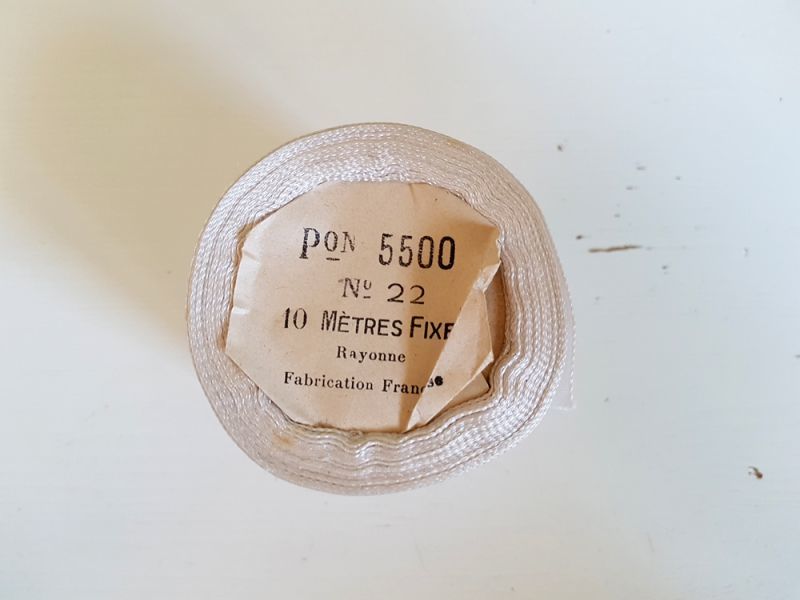 PON 5500
Nº 22
10 MÈTRES FIXE
Rayonne
Fabrication